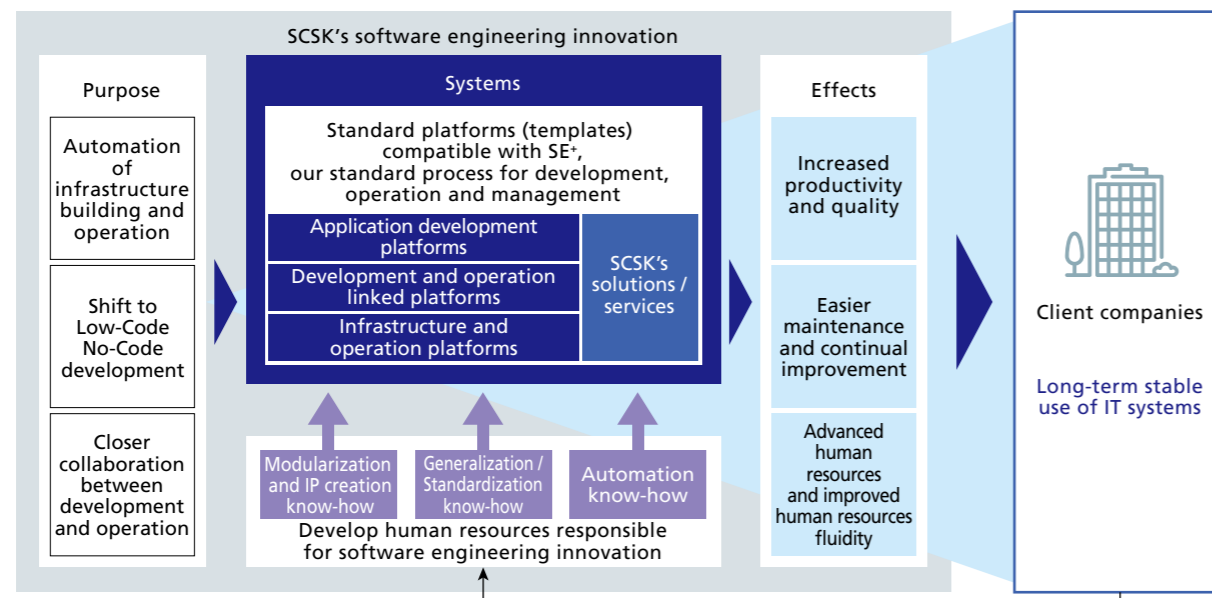 SCSK's software engineering innovation
Purpose
Automation
of
infrastructure
building and
operation
Shift to
Low-Code
No-Code
development
Closer
collaboration
between
development
and operation
Systems
Standard platforms (templates)
compatible with SE+,
our standard process for development,
operation and management
Application development
platforms
Development and operation
linked platforms
Infrastructure and
operation platforms
SCSK's
solutions /
services
Modularization
and IP creation
know-how
Generalization /
Standardization
know-how
Automation
know-how
Develop human resources responsible
for software engineering innovation
Effects
Increased
productivity
and quality
Easier
maintenance
and continual
improvement
Advanced
human
resources
and improved
human resources
fluidity
Client companies
Long-term stable
use of IT systems